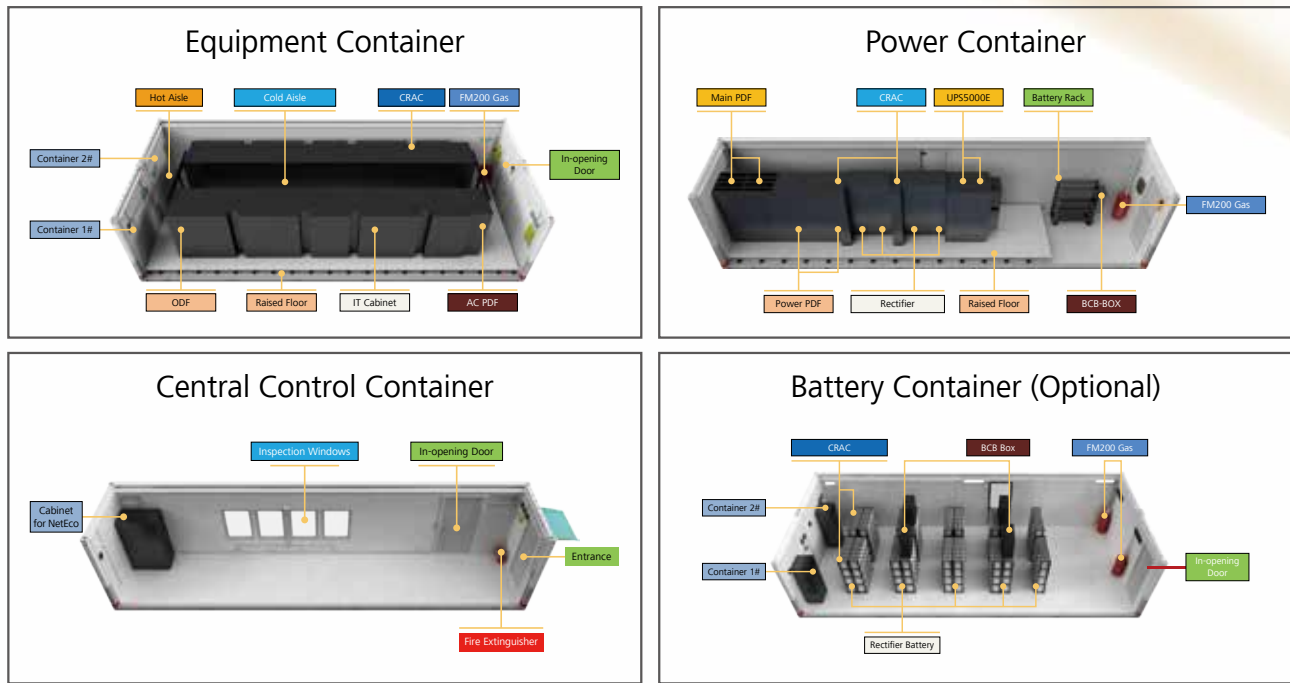 Equipment Container
Hot Aisle
Cold Aisle
CRAC
FM200 Gas
Container 2#
In-opening
Door
Container 1#
ODF
Raised Floor
IT Cabinet
AC PDF
Power Container
Main PDF
CRAC
UPS5000E
Battery Rack
FM200 Gas
Power PDF
Rectifier
Raised Floor
BCB-BOX
Central Control Container
Inspection Windows
In-opening Door
Cabinet
for NetEco
Entrance
Fire Extinguisher
Battery Container (Optional)
CRAC
BCB Box
FM200 Gas
Container 2#
Container 1#
In-opening
Door
Rectifier Battery